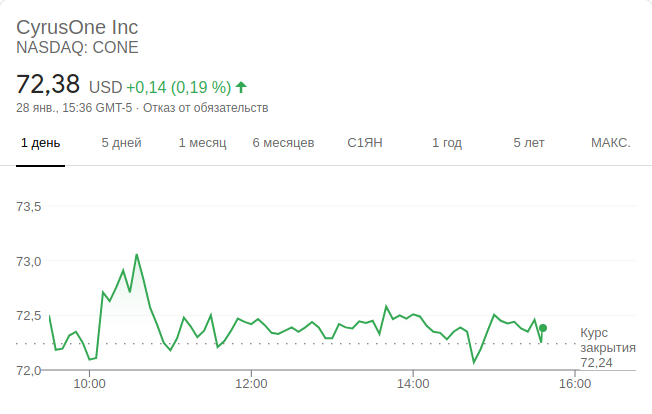 CyrusOne Inc
NASDAQ: CONE
72,38 USD +0,14 (0,19 %)
28 янв., 15:36 GMT-5 · Отказ от обязательств
1 день 5 дней 1 месяц 6 месяцев С1ЯН 1 год 5 лет МАКС.
73,5
73,0
72,5
Курс
закрытия
72,24
72,0
10:00 12:00 14:00 16:00